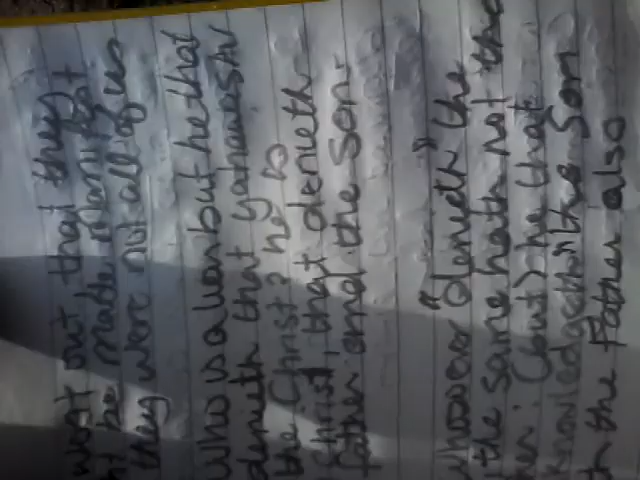 went out that they
be made manifest
they were not all of us
Who is a liar but he that
denieth that yahawashi
the Christ? he is
christ, that denieth
father and the son.
whosoever "denieth" the
the same hath not the
(but) he that
knowledgeth the Son
the Father also